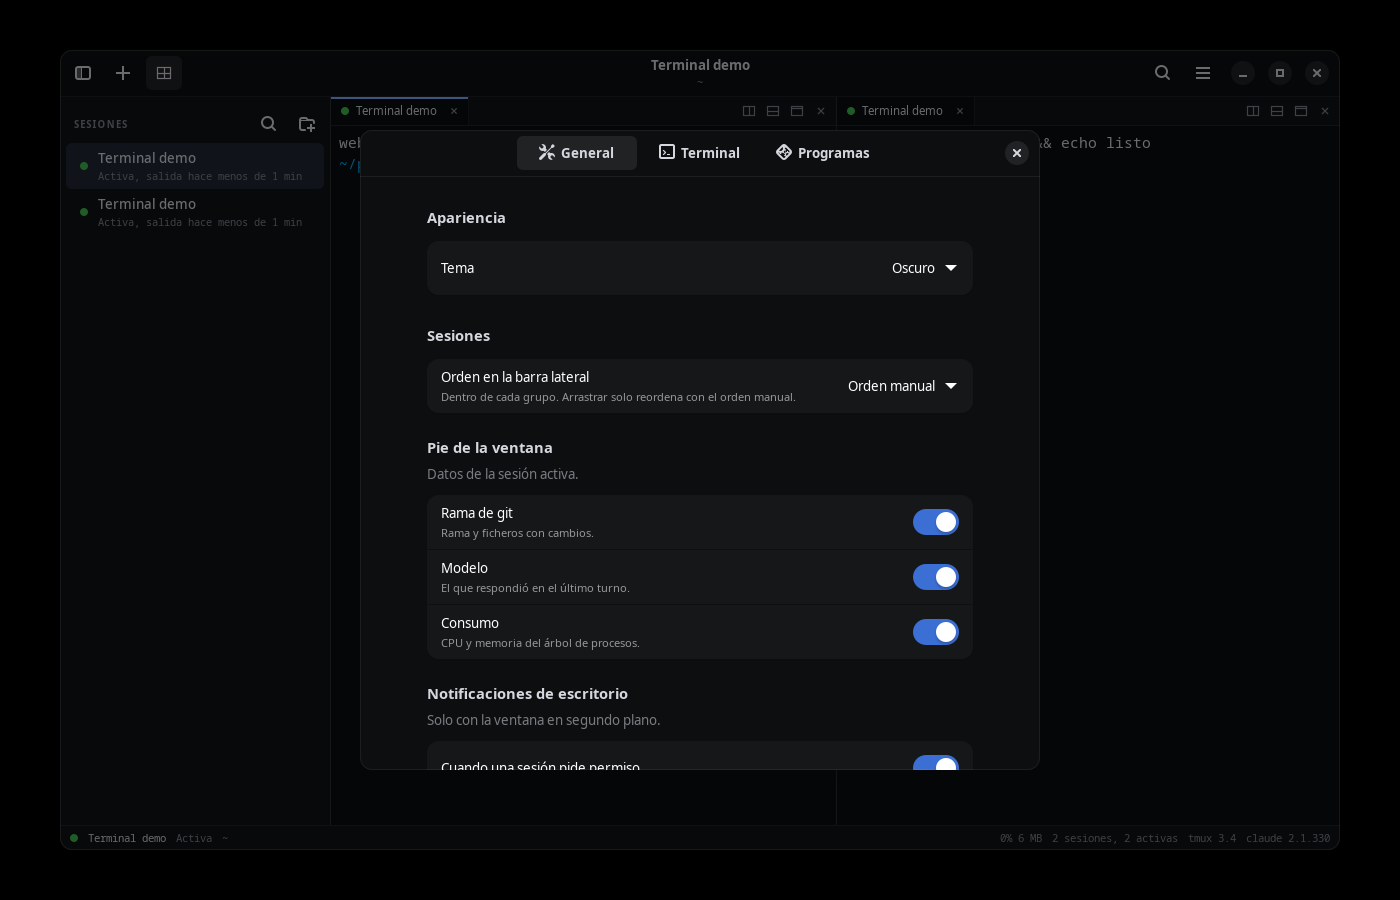 Terminal demo
~
SESIONES
Terminal demo
Activa, salida hace menos de 1 min
Terminal demo
Activa, salida hace menos de 1 min
Terminal demo
Terminal demo
&& echo listo
~/
General
Terminal
Programas
Apariencia
Tema
Oscuro
Sesiones
Orden en la barra lateral
Dentro de cada grupo. Arrastrar solo reordena con el orden manual.
Orden manual
Pie de la ventana
Datos de la sesión activa.
Rama de git
Rama y ficheros con cambios.
Modelo
El que respondió en el último turno.
Consumo
CPU y memoria del árbol de procesos.
Notificaciones de escritorio
Solo con la ventana en segundo plano.
Cuando una sesión pide permiso
Terminal demo Activa ~
0% 6 MB 2 sesiones, 2 activas tmux 3.4 claude 2.1.330